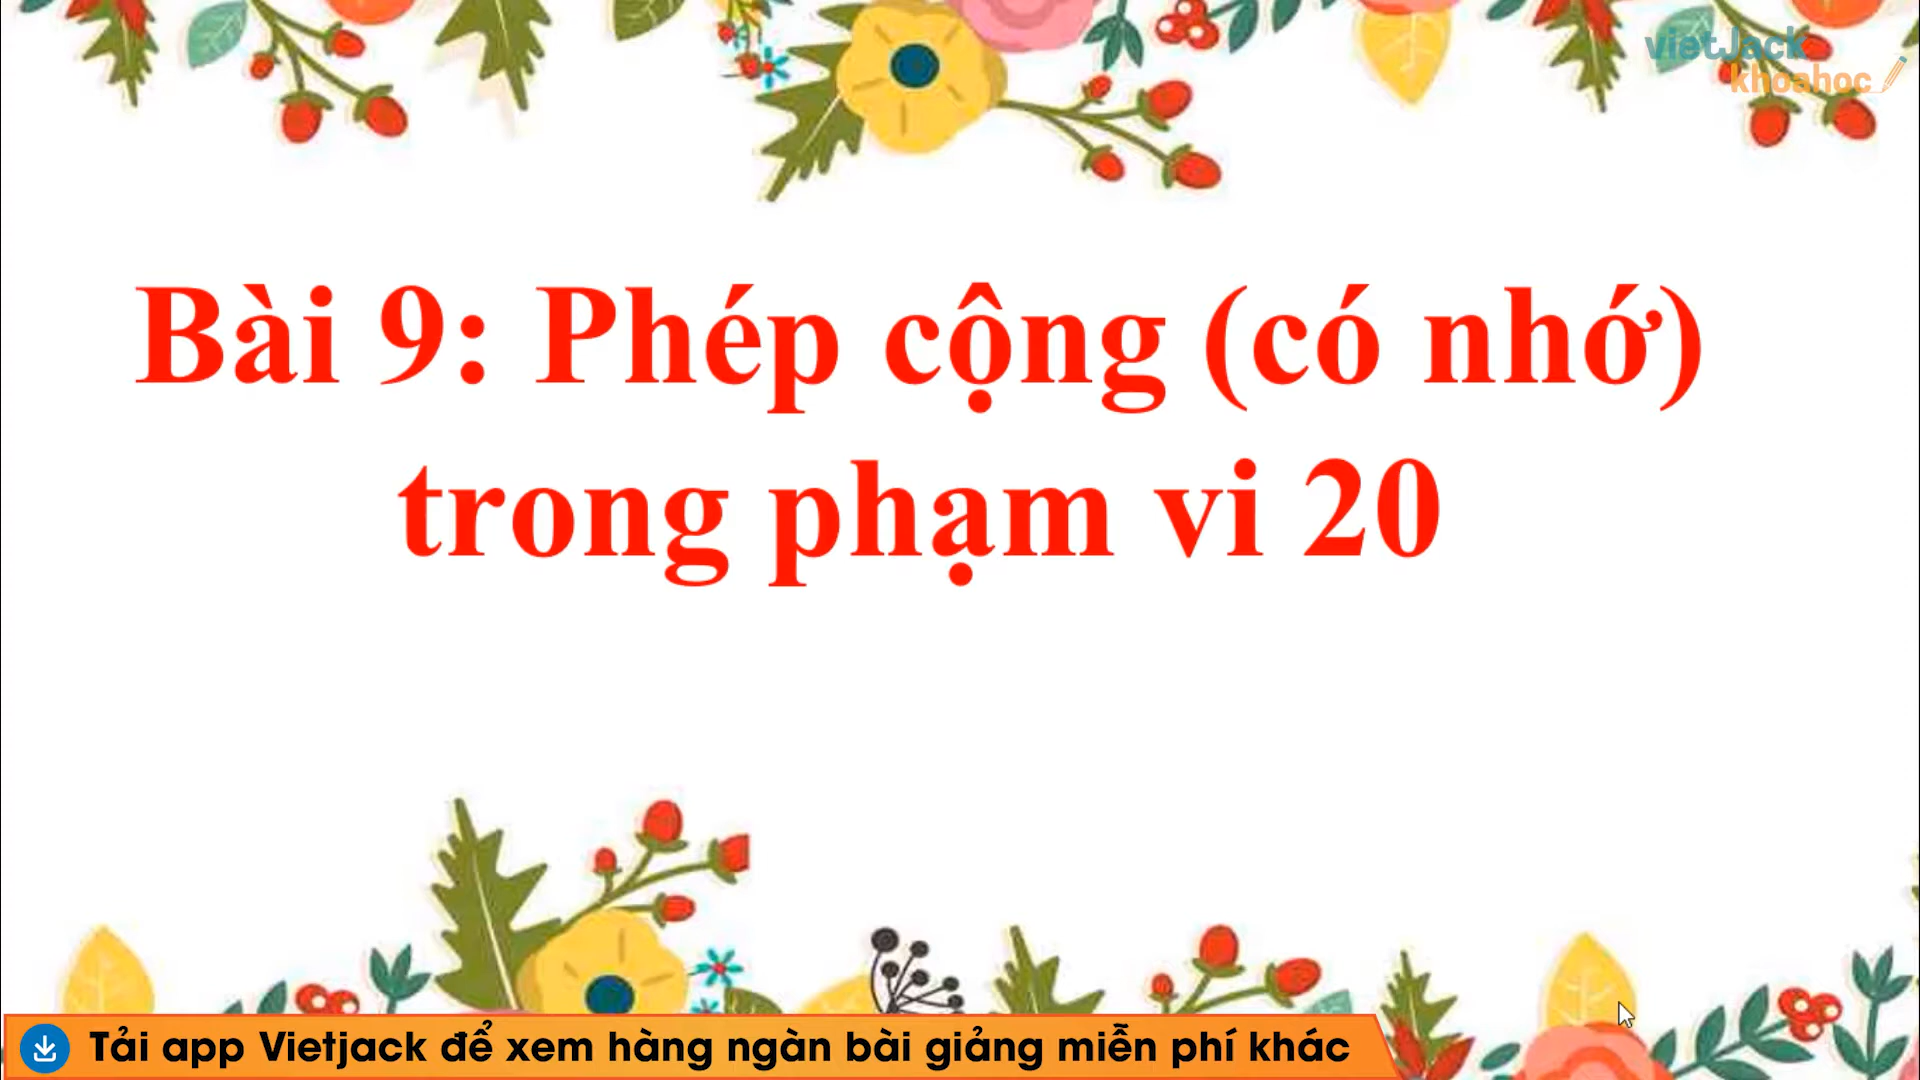 vietJack
khoahoc
Bài 9: Phép cộng (có nhớ)
trong phạm vi 20
Tải app Vietjack để xem hàng ngàn bài giảng miễn phí khác